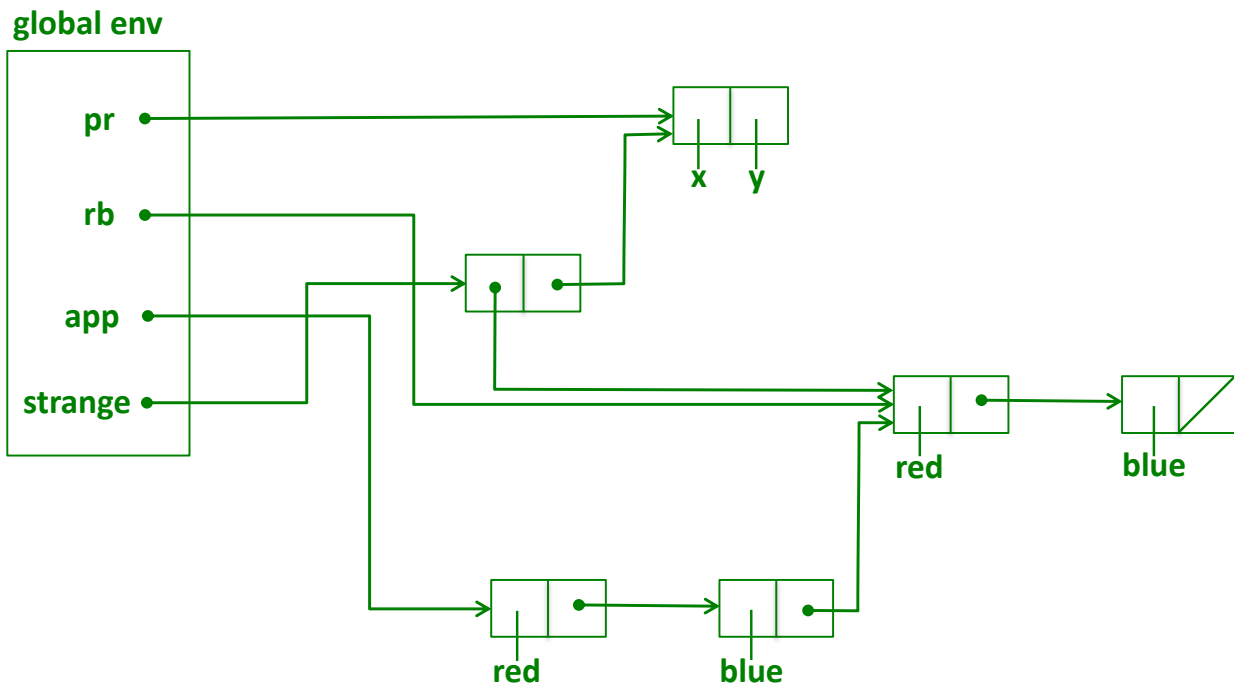 global env
pr
x y
rb
app
strange
red blue
red blue